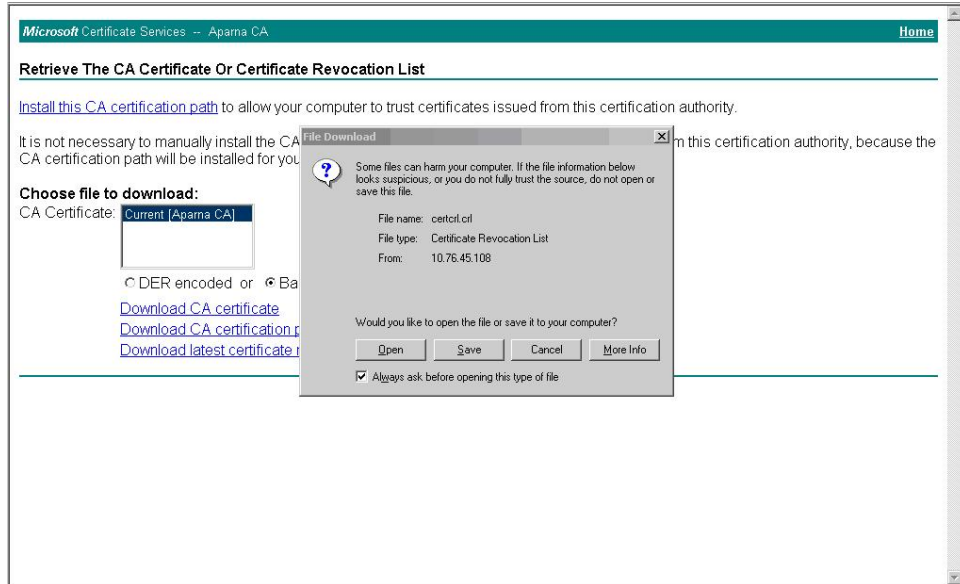 Microsoft Certificate Services -- Aparna CA Home
Retrieve The CA Certificate Or Certificate Revocation List
Install this CA certification path to allow your computer to trust certificates issued from this certification authority.
It is not necessary to manually install the CA
m this certification authority, because the
CA certification path will be installed for you
Choose file to download:
CA Certificate: Current [Aparna CA]
DER encoded or Ba
Download CA certificate
Download CA certification p
Download latest certificate r
File Download
Some files can harm your computer. If the file information below
looks suspicious, or you do not fully trust the source, do not open or
save this file.
File name: certcrl.crl
File type: Certificate Revocation List
From: 10.76.45.108
Would you like to open the file or save it to your computer?
Open Save Cancel More Info
Always ask before opening this type of file